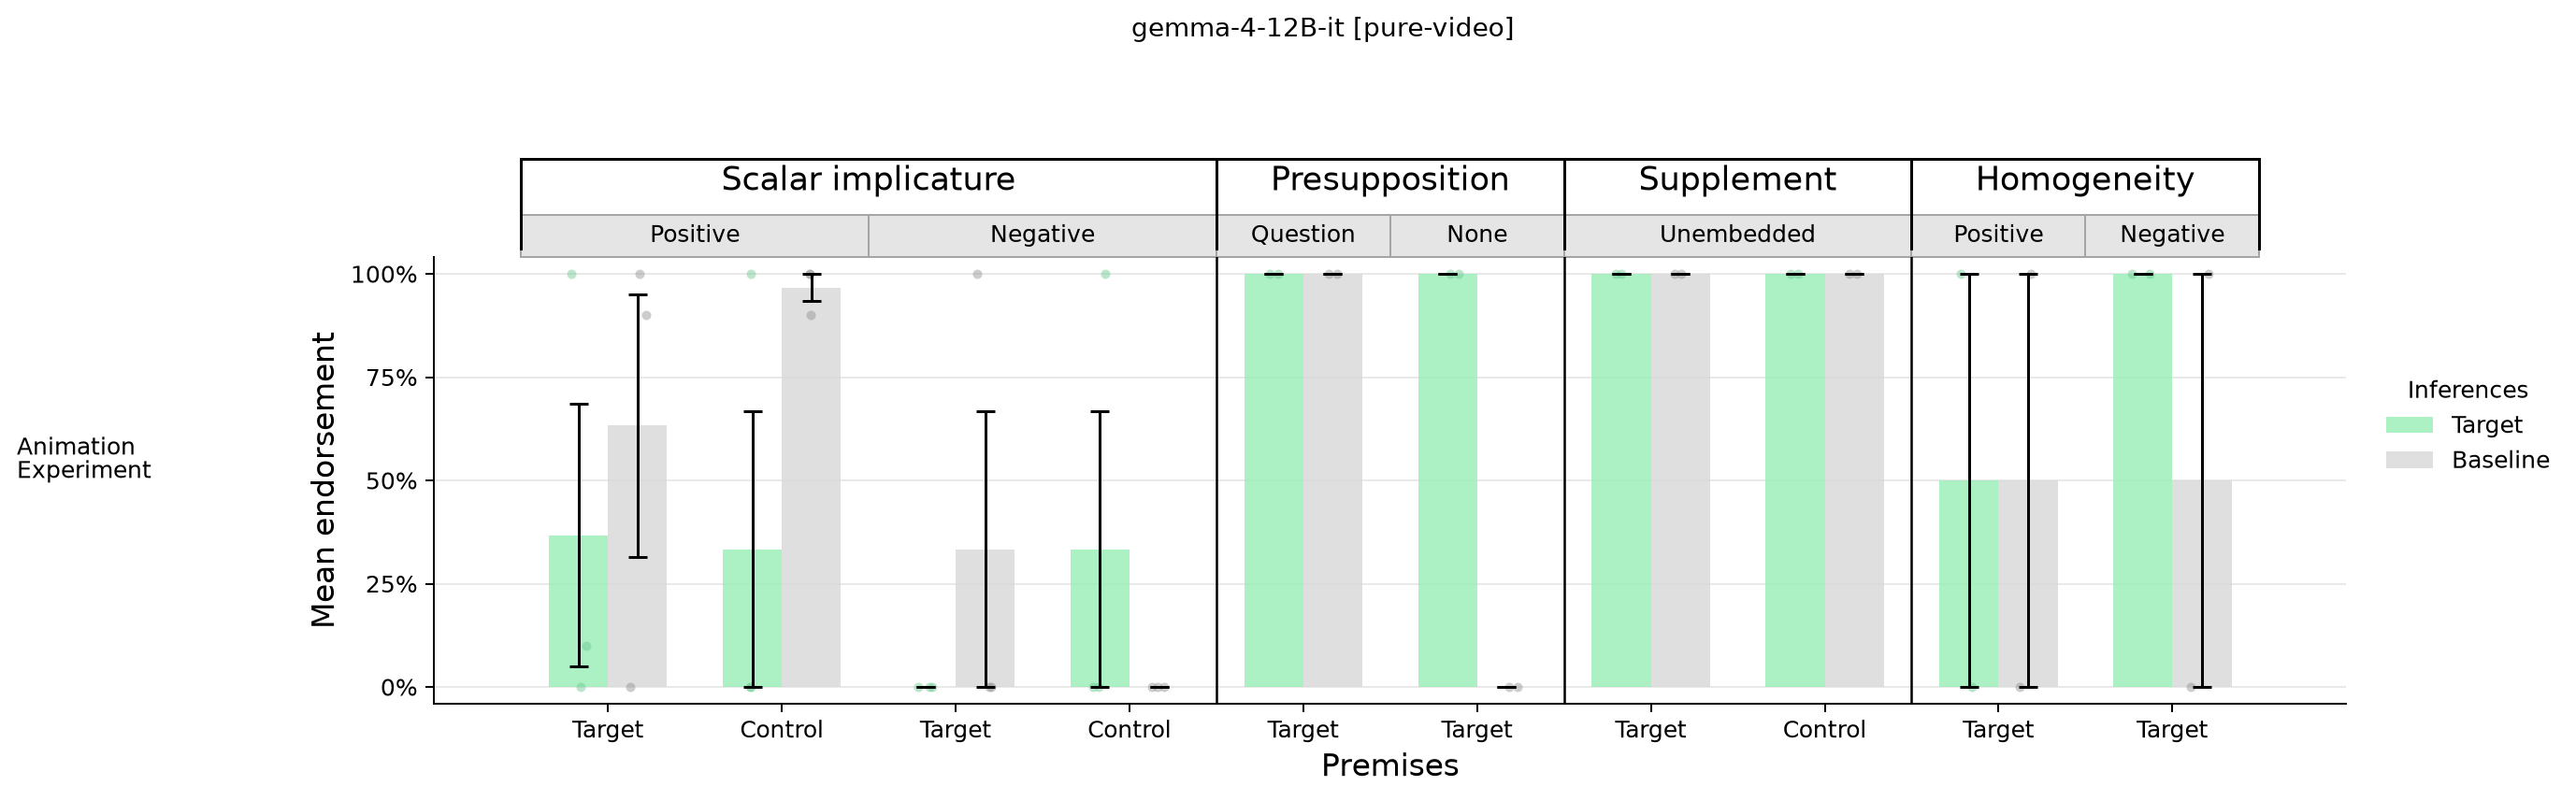 gemma-4-12B-it [pure-video]
Scalar implicature
Presupposition
Supplement
Homogeneity
Positive
Negative
Question
None
Unembedded
Positive
Negative
100%
75%
50%
25%
0%
Mean endorsement
Animation
Experiment
Inferences
Target
Baseline
Target
Control
Target
Control
Target
Target
Target
Control
Target
Target
Premises